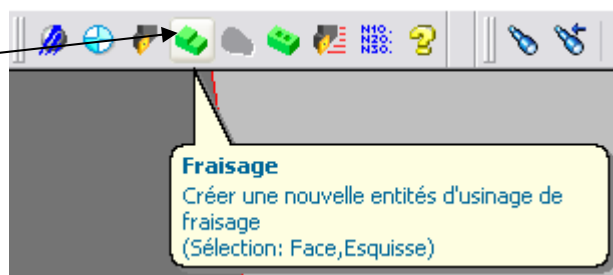 N10:
N20:
N30:
Fraisage
Créer une nouvelle entités d'usinage de
fraisage
(Sélection: Face,Esquisse)